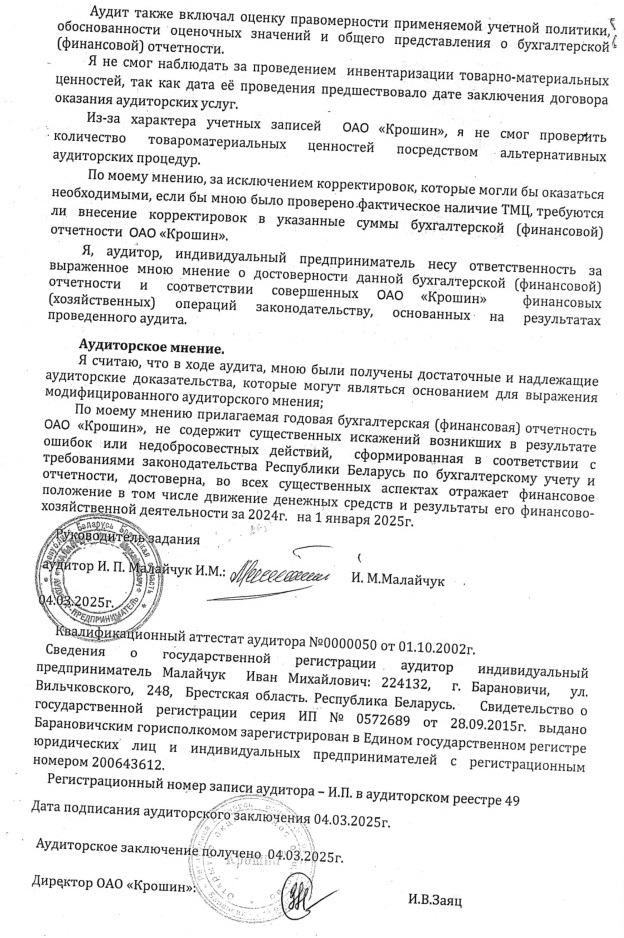 Аудит также включал оценку правомерности применяемой учетной политики,
обоснованности оценочных значений и общего представления о бухгалтерской
(финансовой) отчетности.
Я не смог наблюдать за проведением инвентаризации товарно-материальных
ценностей, так как дата её проведения предшествовало дате заключения договора
оказания аудиторских услуг.
Из-за характера учетных записей ОАО «Крошин», я не смог проверить
количество товароматериальных ценностей посредством альтернативных
аудиторских процедур.
По моему мнению, за исключением корректировок, которые могли бы оказаться
необходимыми, если бы мною было проверено фактическое наличие ТМЦ, требуются
ли внесение корректировок в указанные суммы бухгалтерской (финансовой)
отчетности ОАО «Крошин».
Я, аудитор, индивидуальный предприниматель несу ответственность за
выраженное мною мнение о достоверности данной бухгалтерской (финансовой)
отчетности и соответствии совершенных ОАО «Крошин» финансовых
(хозяйственных) операций законодательству, основанных на результатах
проведенного аудита.
Аудиторское мнение.
Я считаю, что в ходе аудита, мною были получены достаточные и надлежащие
аудиторские доказательства, которые могут являться основанием для выражения
модифицированного аудиторского мнения;
По моему мнению прилагаемая годовая бухгалтерская (финансовая) отчетность
ОАО «Крошин», не содержит существенных искажений возникших в результате
ошибок или недобросовестных действий, сформированная в соответствии с
требованиями законодательства Республики Беларусь по бухгалтерскому учету и
отчетности, достоверна, во всех существенных аспектах отражает финансовое
положение в том числе движение денежных средств и результаты его финансово-
хозяйственной деятельности за 2024г. на 1 января 2025г.
Руководитель задания
аудитор И. П. Малайчук И.М.: И. М.Малайчук
04.03.2025г.
Квалификационный аттестат аудитора №0000050 от 01.10.2002г.
Сведения о государственной регистрации аудитор индивидуальный
предприниматель Малайчук Иван Михайлович: 224132, г. Барановичи, ул.
Вильчковского, 248, Брестская область. Республика Беларусь. Свидетельство о
государственной регистрации серия ИП № 0572689 от 28.09.2015г. выдано
Барановичским горисполкомом зарегистрирован в Едином государственном регистре
юридических лиц и индивидуальных предпринимателей с регистрационным
номером 200643612.
Регистрационный номер записи аудитора – И.П. в аудиторском реестре 49
Дата подписания аудиторского заключения 04.03.2025г.
Аудиторское заключение получено 04.03.2025г.
Крошин
Директор ОАО «Крошин»: И.В.Заяц